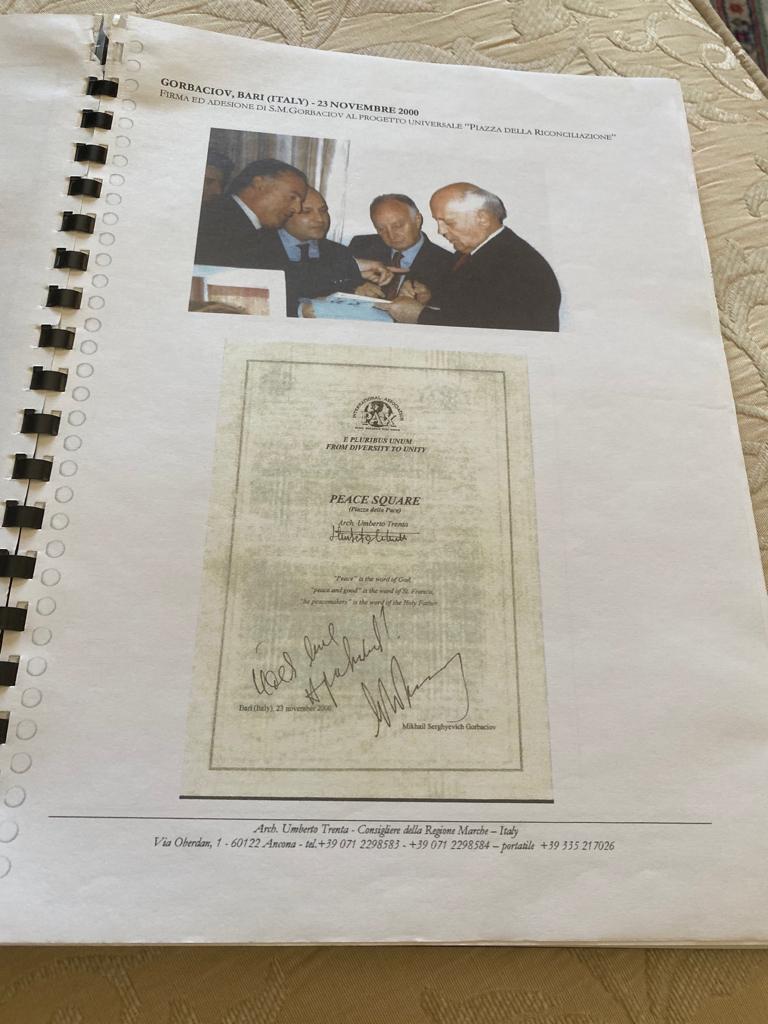 GORBACIOV, BARI (ITALY) - 23 NOVEMBRE 2000
FIRMA ED ADESIONE DI S.M.GORBACIOV AL PROGETTO UNIVERSALE "PIAZZA DELLA RICONCILIAZIONE"
INTERNATIONAL ASSOCIATION
PAX
E PLURIBUS UNUM
FROM DIVERSITY TO UNITY
PEACE SQUARE
(Piazza della Pace)
Arch. Umberto Trenta
"Peace" is the word of God,
"peace and good" is the word of St. Francis,
"be peacemakers" is the word of the Holy Father
Bari (Italy), 23 november 2000
Mikhail Serghyevich Gorbaciov
Arch. Umberto Trenta - Consigliere della Regione Marche – Italy
Via Oberdan, 1 - 60122 Ancona - tel.+39 071 2298583 - +39 071 2298584 – portatile +39 335 217026